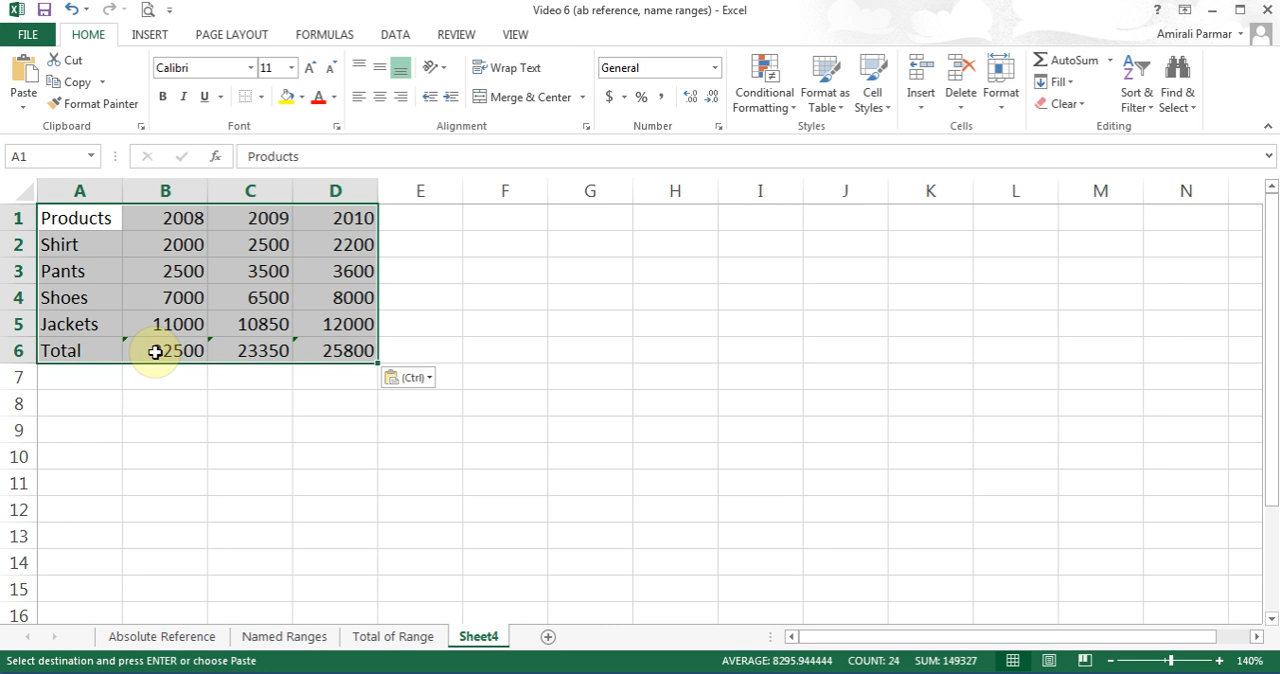 Video 6 (ab reference, name ranges) - Excel
?
FILE HOME INSERT PAGE LAYOUT FORMULAS DATA REVIEW VIEW Amirali Parmar
Paste
Cut
Copy
Format Painter
Clipboard
Calibri 11
B I U
Font
Wrap Text
Merge & Center
Alignment
General
$ % ,
Number
Conditional Formatting
Format as Table
Cell Styles
Styles
Insert Delete Format
Cells
AutoSum
Fill
Clear
Sort & Filter
Find & Select
Editing
A1 fx Products
A B C D E F G H I J K L M N
1 Products 2008 2009 2010
2 Shirt 2000 2500 2200
3 Pants 2500 3500 3600
4 Shoes 7000 6500 8000
5 Jackets 11000 10850 12000
6 Total 22500 23350 25800
7 (Ctrl)
8
9
10
11
12
13
14
15
16
Absolute Reference Named Ranges Total of Range Sheet4
Select destination and press ENTER or choose Paste AVERAGE: 8295.944444 COUNT: 24 SUM: 149327 140%